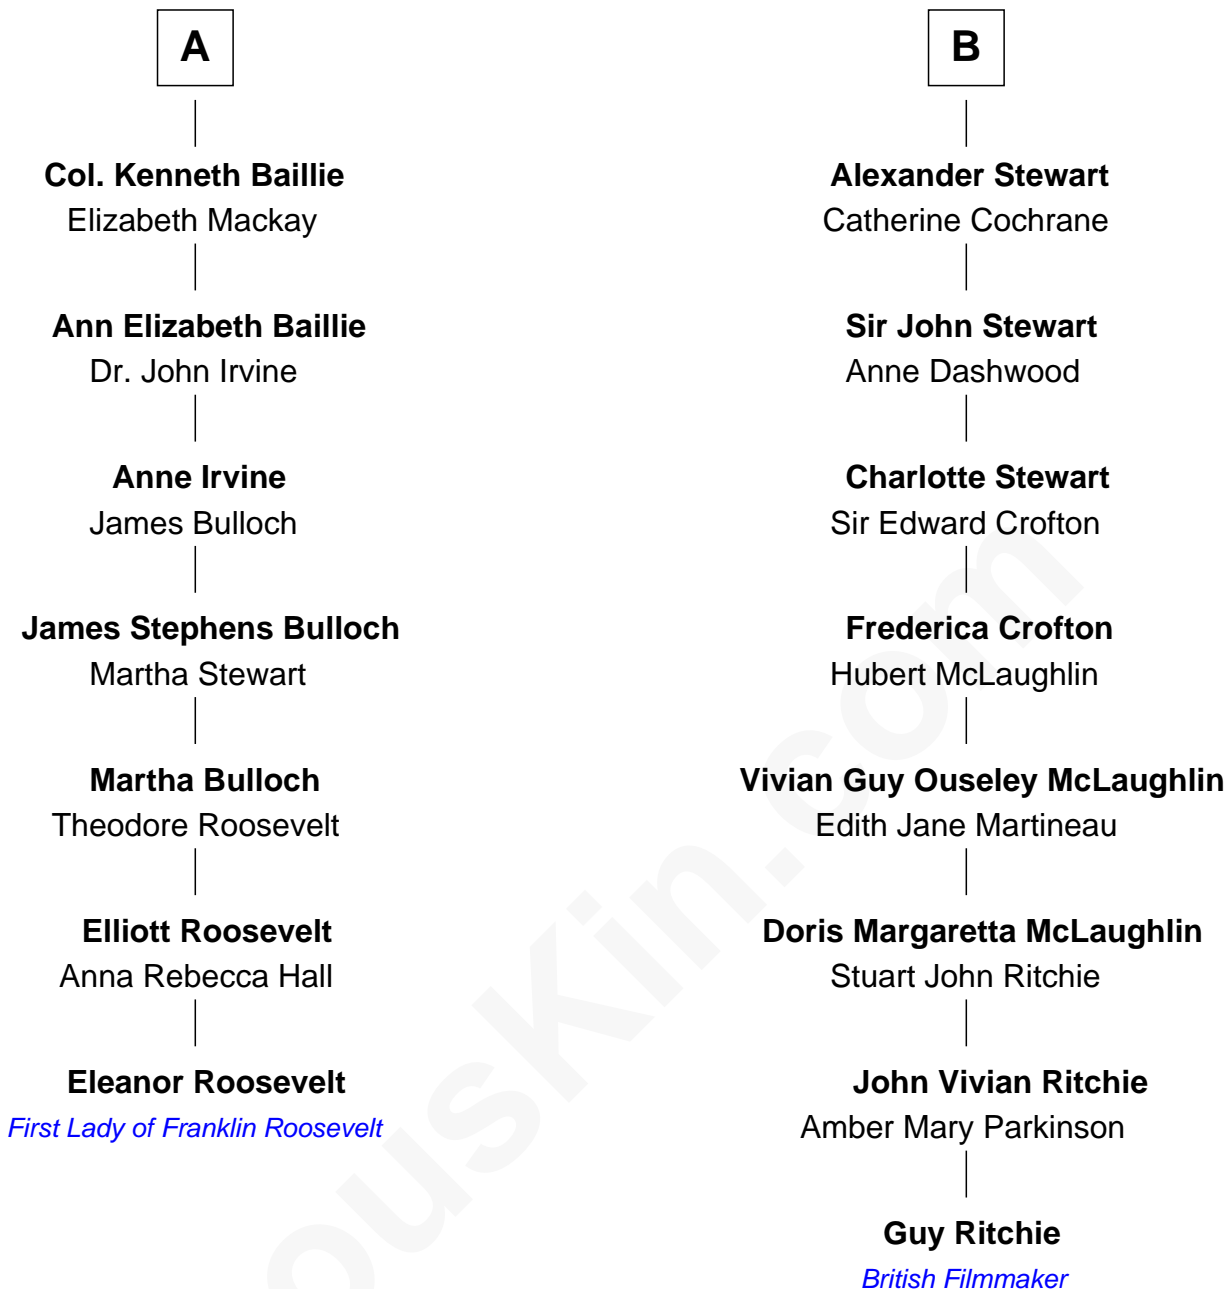 A
Col. Kenneth Baillie
Elizabeth Mackay
Ann Elizabeth Baillie
Dr. John Irvine
Anne Irvine
James Bulloch
James Stephens Bulloch
Martha Stewart
Martha Bulloch
Theodore Roosevelt
Elliott Roosevelt
Anna Rebecca Hall
Eleanor Roosevelt
First Lady of Franklin Roosevelt
B
Alexander Stewart
Catherine Cochrane
Sir John Stewart
Anne Dashwood
Charlotte Stewart
Sir Edward Crofton
Frederica Crofton
Hubert McLaughlin
Vivian Guy Ouseley McLaughlin
Edith Jane Martineau
Doris Margaretta McLaughlin
Stuart John Ritchie
John Vivian Ritchie
Amber Mary Parkinson
Guy Ritchie
British Filmmaker
ousKin.com